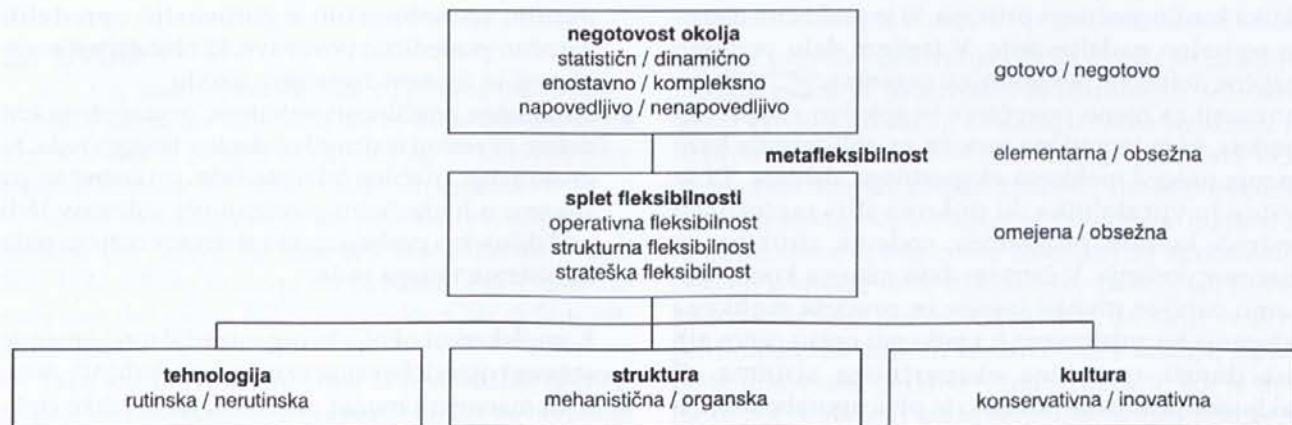 negotovost okolja
statističn / dinamično
enostavno / kompleksno
napovedljivo / nenapovedljivo
gotovo / negotovo
metafleksibilnost
elementarna / obsežna
splet fleksibilnosti
operativna fleksibilnost
strukturna fleksibilnost
strateška fleksibilnost
omejena / obsežna
tehnologija
rutinska / nerutinska
struktura
mehanistična / organska
kultura
konservativna / inovativna